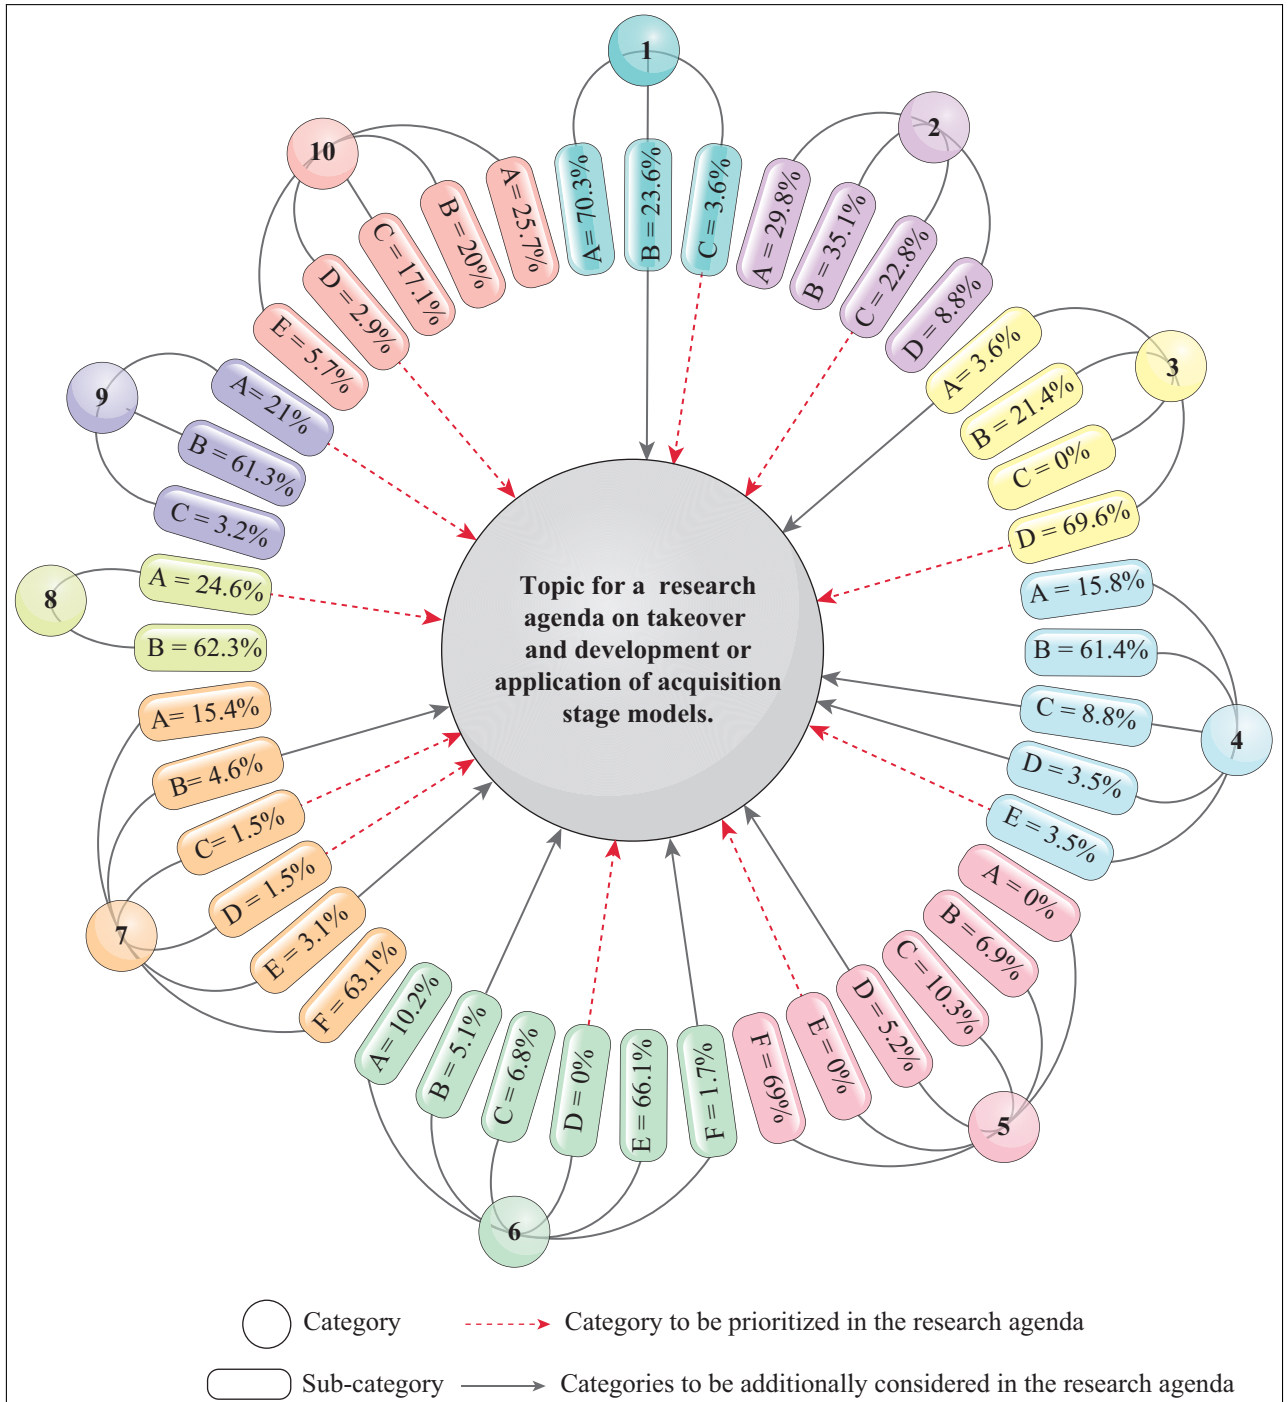 1
A= 70.3%
B = 23.6%
C = 3.6%
2
A = 29.8%
B = 35.1%
C = 22.8%
D = 8.8%
3
A= 3.6%
B = 21.4%
C = 0%
D = 69.6%
4
A = 15.8%
B = 61.4%
C = 8.8%
D = 3.5%
E = 3.5%
5
A = 0%
B = 6.9%
C = 10.3%
D = 5.2%
E = 0%
F = 69%
6
A= 10.2%
B = 5.1%
C = 6.8%
D = 0%
E = 66.1%
F = 1.7%
7
A= 15.4%
B= 4.6%
C= 1.5%
D = 1.5%
E = 3.1%
F = 63.1%
8
A = 24.6%
B = 62.3%
9
A= 21%
B = 61.3%
C = 3.2%
10
A= 25.7%
B = 20%
C = 17.1%
D = 2.9%
E = 5.7%
Topic for a research
agenda on takeover
and development or
application of acquisition
stage models.
Category
Category to be prioritized in the research agenda
Sub-category
Categories to be additionally considered in the research agenda